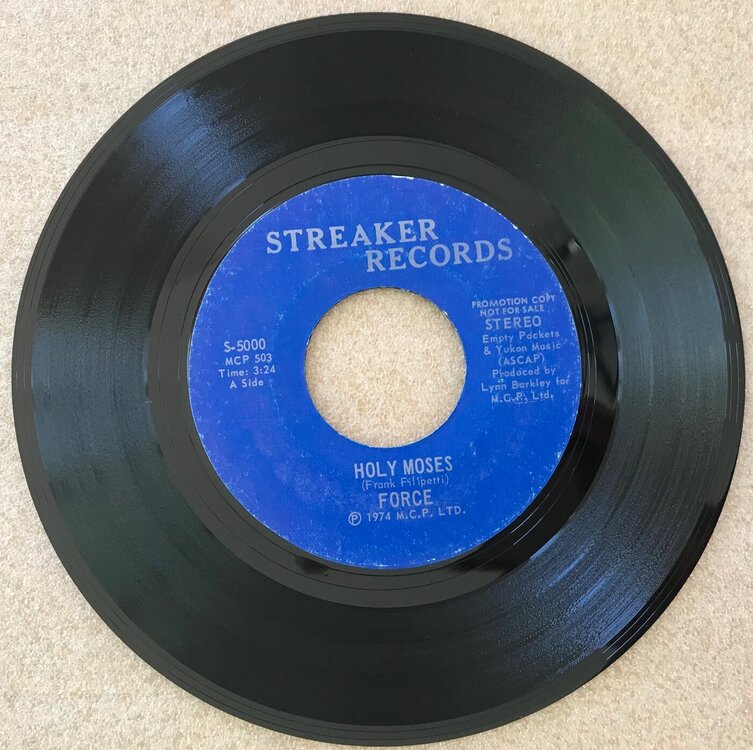 STREAKER
RECORDS
PROMOTION COPY
NOT FOR SALE
STEREO
Empty Pockets
& Yukon Music
(ASCAP)
Produced by
Lynn Barkley for
M.C.P. Ltd.
S-5000
MCP 503
Time: 3:24
A Side
HOLY MOSES
(Frank Filipetti)
FORCE
℗ 1974 M.C.P. LTD.